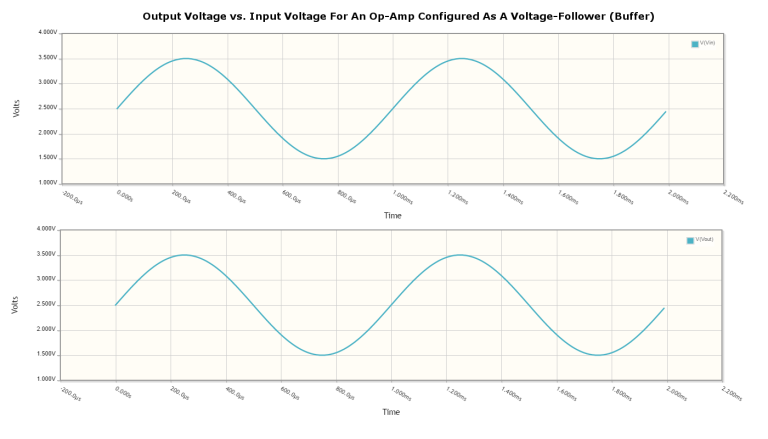 Output Voltage vs. Input Voltage For An Op-Amp Configured As A Voltage-Follower (Buffer)
4.000V
V(Vin)
3.500V
3.000V
Volts
2.500V
2.000V
1.500V
1.000V
-200.0µs
0.000s
200.0µs
400.0µs
600.0µs
800.0µs
1.000ms
1.200ms
1.400ms
1.600ms
1.800ms
2.000ms
2.200ms
Time
4.000V
V(Vout)
3.500V
3.000V
Volts
2.500V
2.000V
1.500V
1.000V
-200.0µs
0.000s
200.0µs
400.0µs
600.0µs
800.0µs
1.000ms
1.200ms
1.400ms
1.600ms
1.800ms
2.000ms
2.200ms
Time